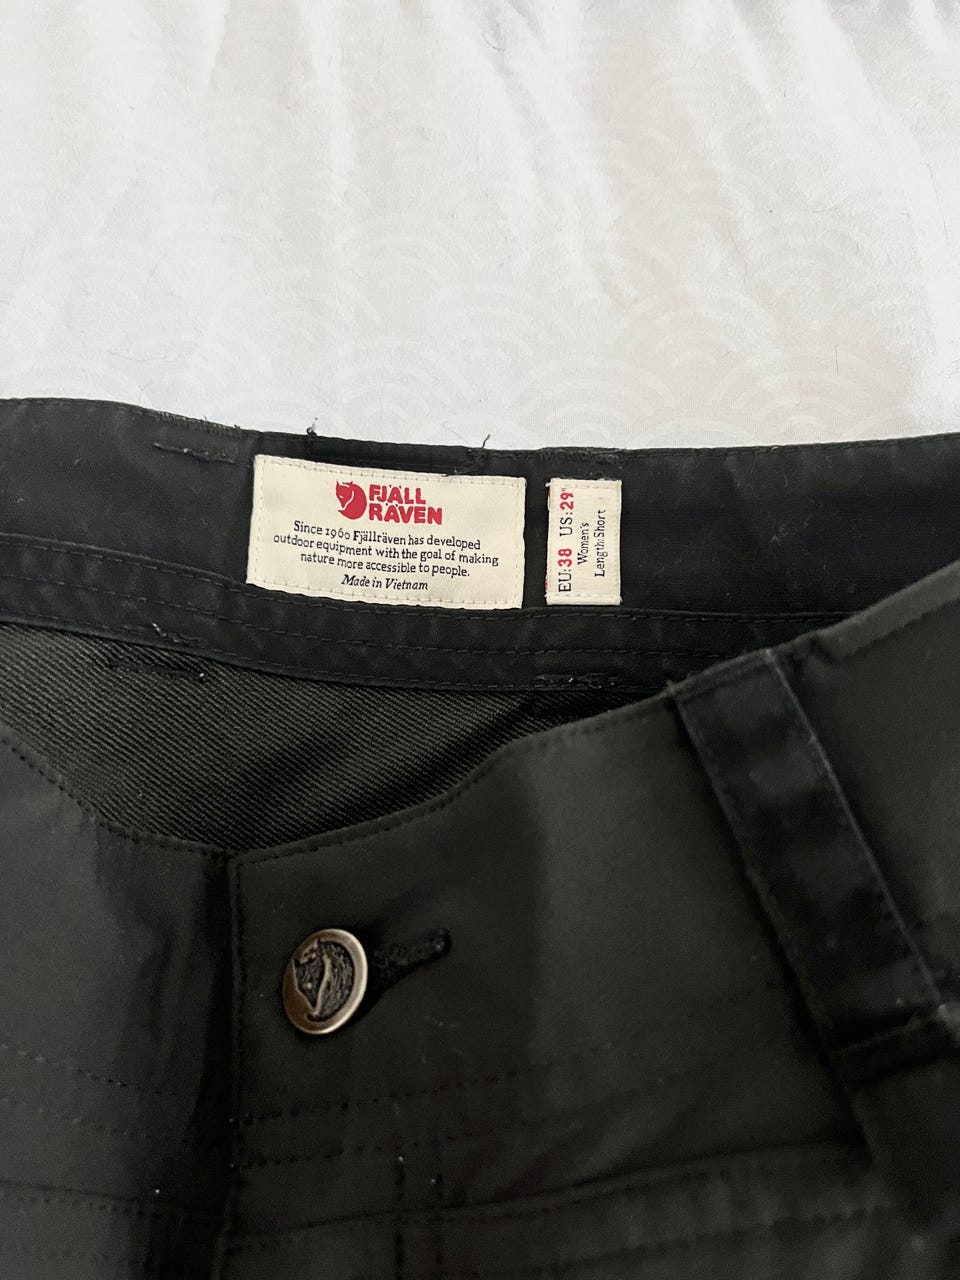 FJÄLL
RÄVEN
Since 1960 Fjällräven has developed
outdoor equipment with the goal of making
nature more accessible to people.
Made in Vietnam
EU:38 US:29"
Women's
Length:Short